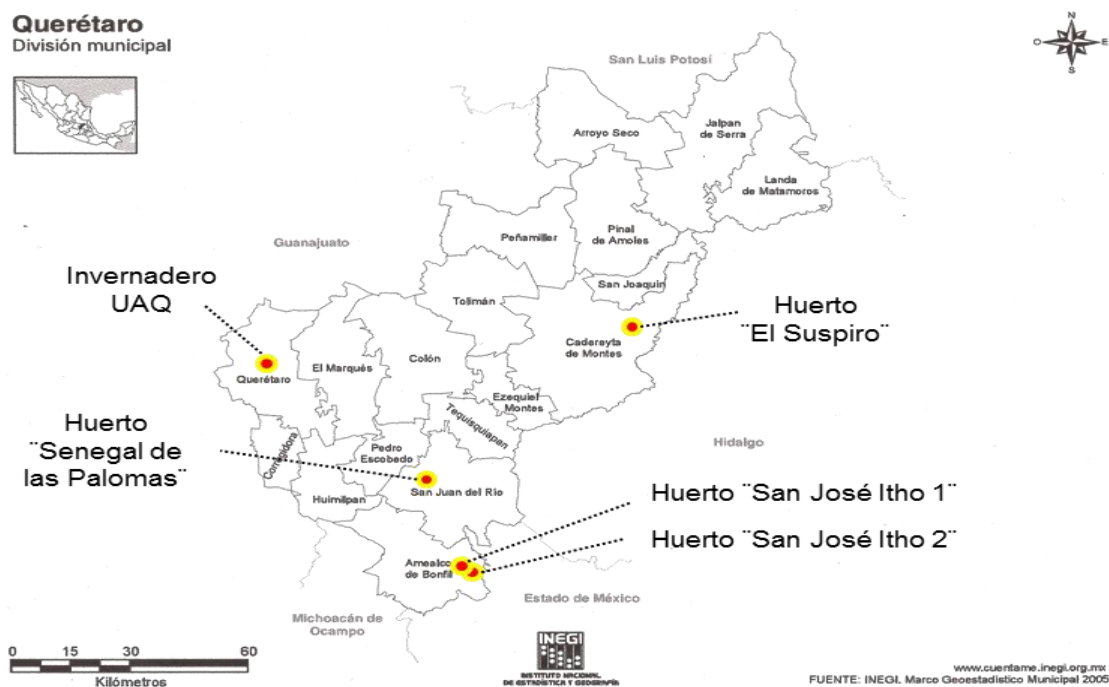 Querétaro
División municipal
N
O E
S
San Luis Potosí
Arroyo Seco
Jalpan
de Serra
Landa
de Matamoros
Peñamiller
Pinal
de Amoles
Guanajuato
San Joaquín
Invernadero
UAQ
Tolimán
Huerto
¨El Suspiro¨
Cadereyta
de Montes
Colón
El Marqués
Querétaro
Ezequiel
Montes
Tequisquiapan
Huerto
¨Senegal de
las Palomas¨
Corregidora
Pedro
Escobedo
Hidalgo
San Juan del Río
Huimilpan
Huerto ¨San José Itho 1¨
Huerto ¨San José Itho 2¨
Amealco
de Bonfil
Estado de México
Michoacán de
Ocampo
0 15 30 60
Kilómetros
INEGI
INSTITUTO NACIONAL
DE ESTADÍSTICA Y GEOGRAFÍA
www.cuentame.inegi.org.mx
FUENTE: INEGI. Marco Geoestadístico Municipal 2005